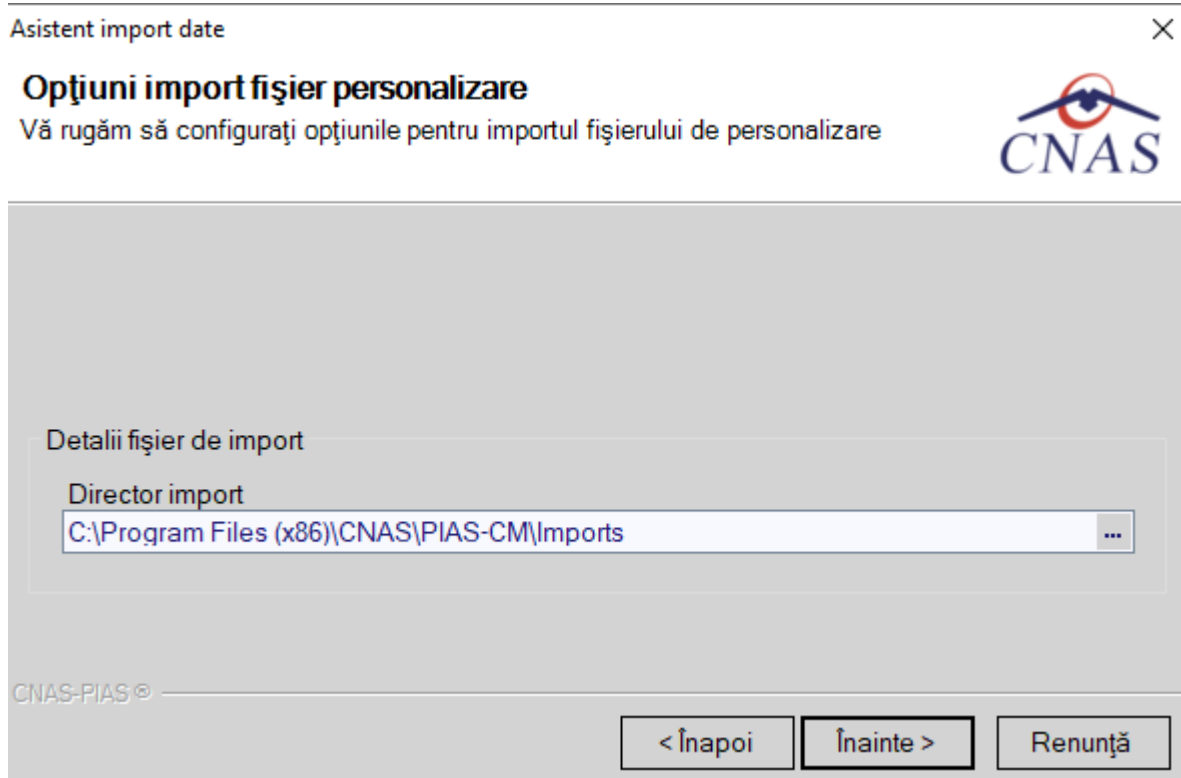 Asistent import date
Opţiuni import fişier personalizare
Vă rugăm să configuraţi opţiunile pentru importul fişierului de personalizare
CNAS
Detalii fişier de import
Director import
C:\Program Files (x86)\CNAS\PIAS-CM\Imports
...
CNAS-PIAS ®
< Înapoi
Înainte >
Renunţă